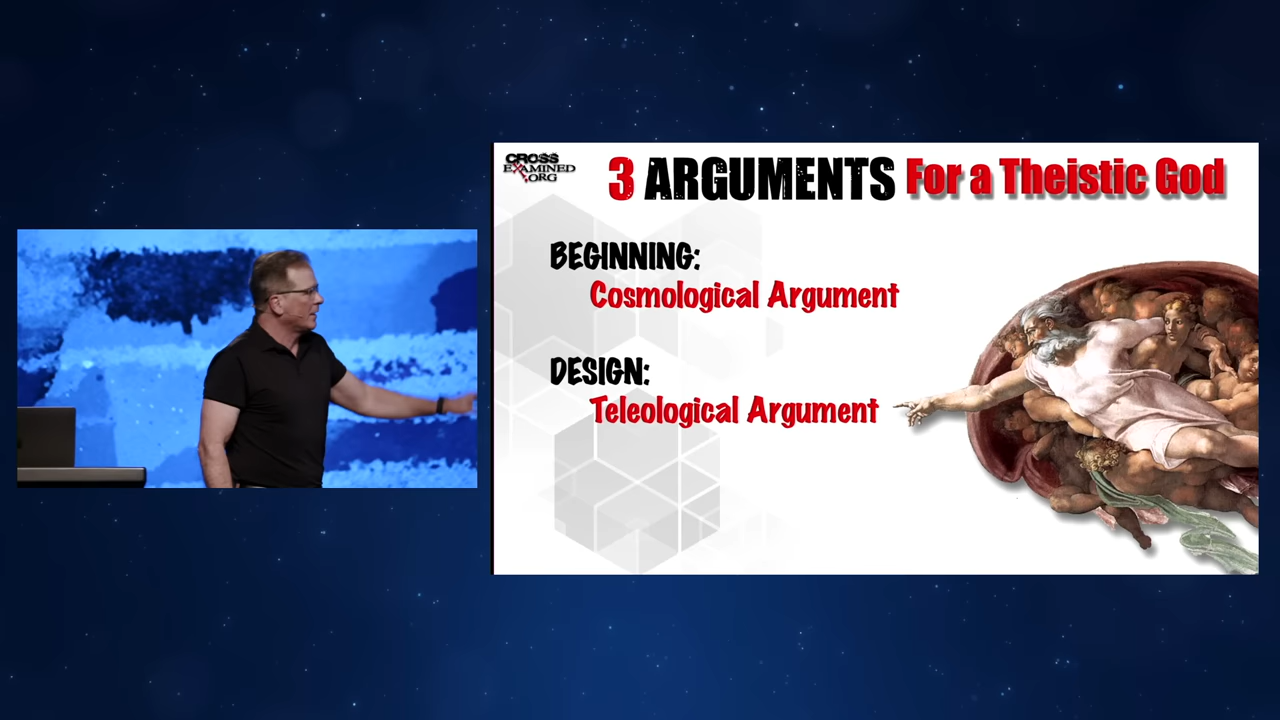 CROSS
EXAMINED
.ORG
3 ARGUMENTS For a Theistic God
BEGINNING:
Cosmological Argument
DESIGN:
Teleological Argument